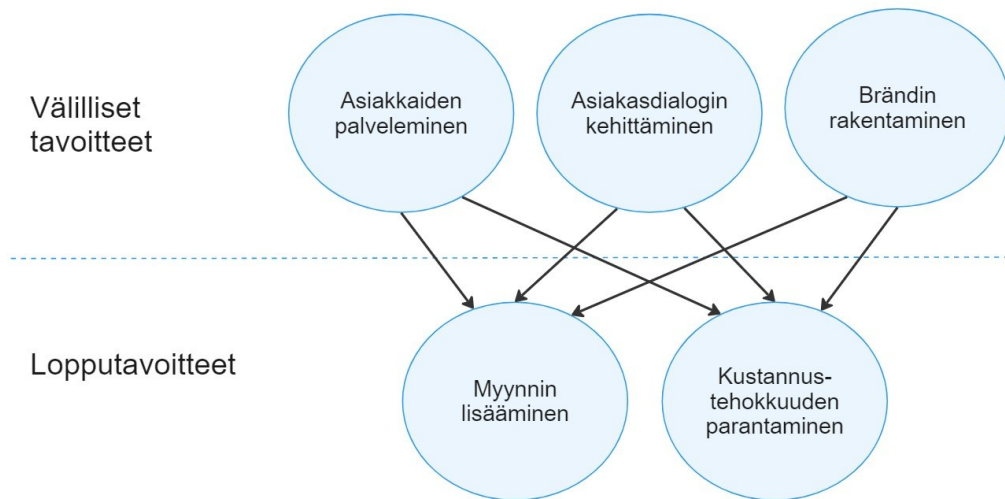 Välilliset
tavoitteet
Asiakkaiden
palveleminen
Asiakasdialogin
kehittäminen
Brändin
rakentaminen
Lopputavoitteet
Myynnin
lisääminen
Kustannus-
tehokkuuden
parantaminen